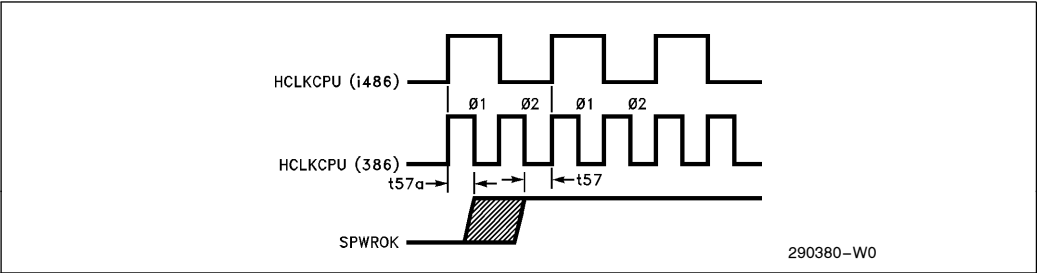 HCLKCPU (i486)
Ø1 Ø2 Ø1 Ø2
HCLKCPU (386)
t57a t57
SPWROK
290380–W0